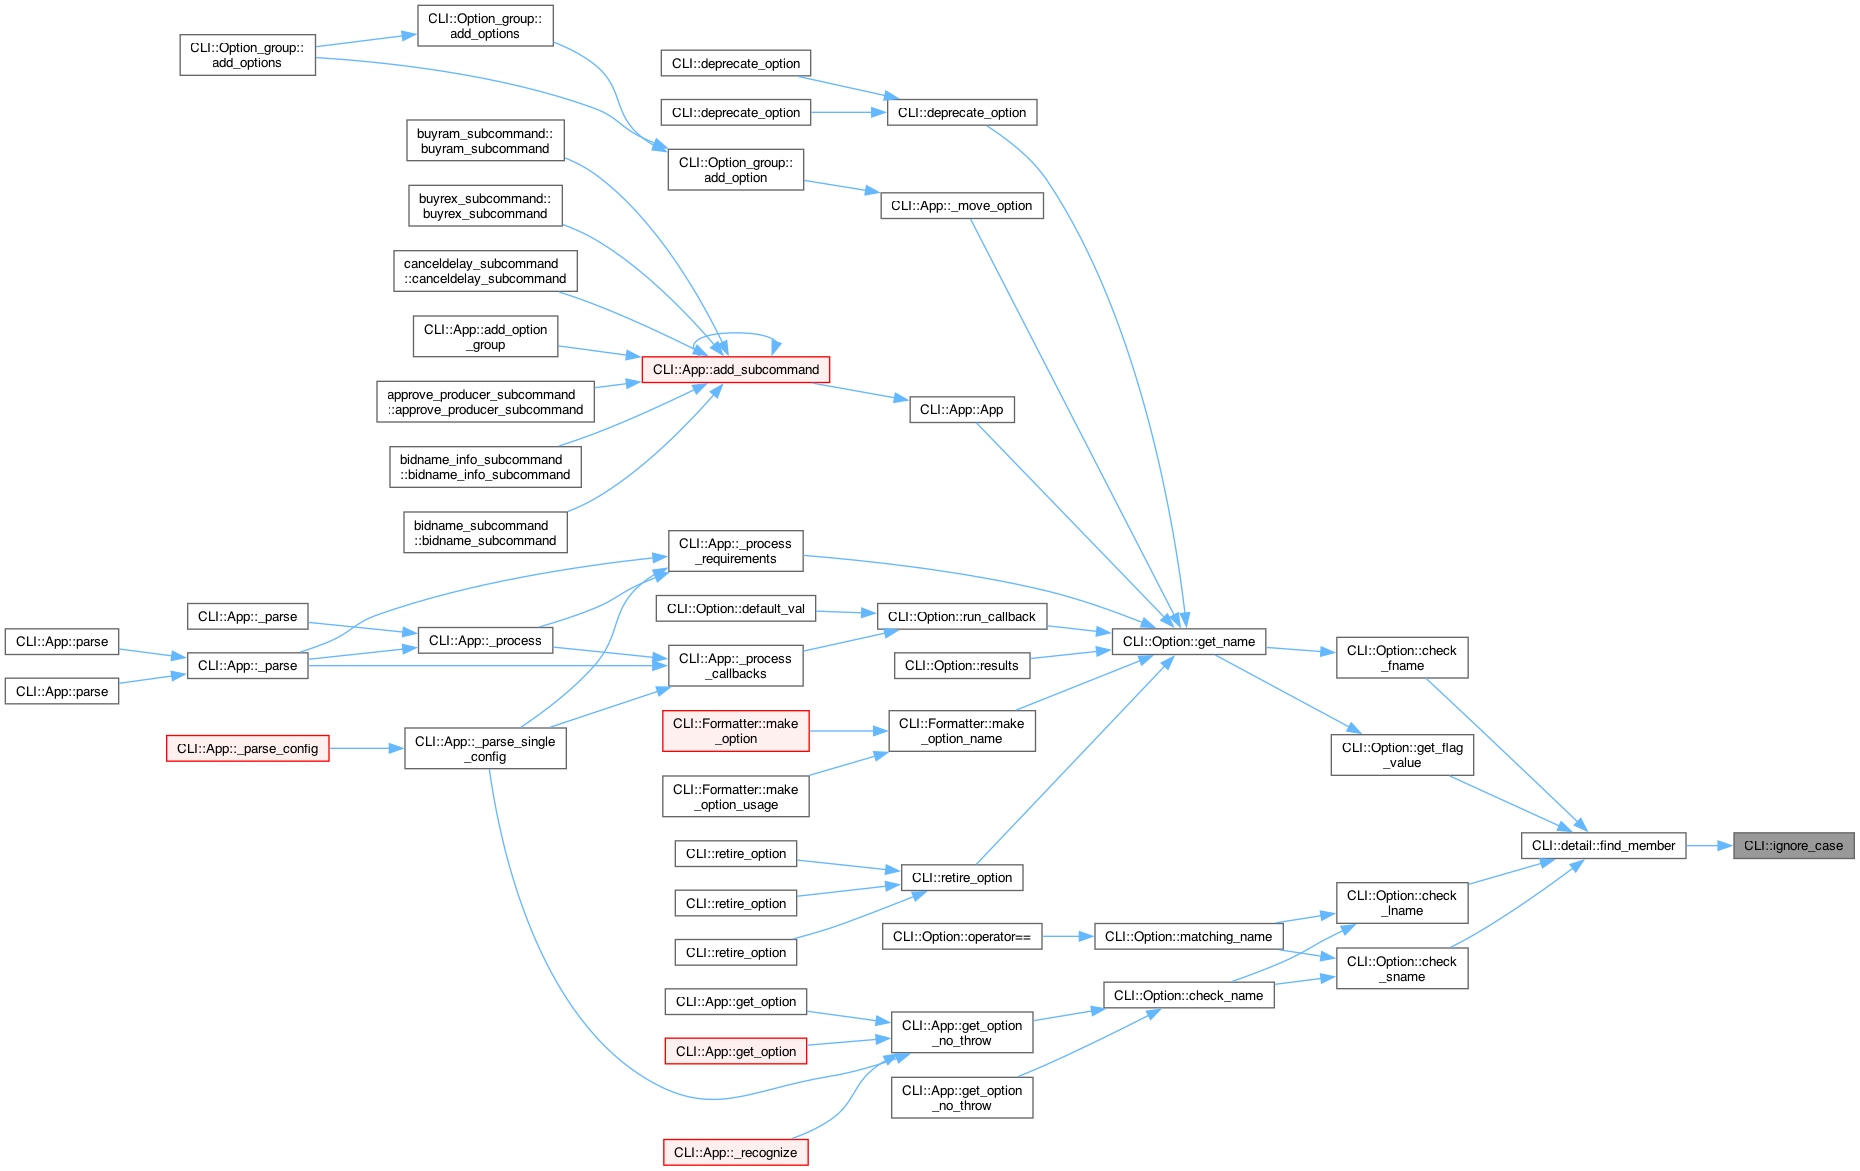 CLI::Option_group::
add_options
CLI::Option_group::
add_options
CLI::deprecate_option
CLI::deprecate_option
CLI::deprecate_option
buyram_subcommand::
buyram_subcommand
CLI::Option_group::
add_option
buyrex_subcommand::
buyrex_subcommand
CLI::App::_move_option
canceldelay_subcommand
::canceldelay_subcommand
CLI::App::add_option
_group
CLI::App::add_subcommand
approve_producer_subcommand
::approve_producer_subcommand
CLI::App::App
bidname_info_subcommand
::bidname_info_subcommand
bidname_subcommand
::bidname_subcommand
CLI::App::_process
_requirements
CLI::Option::default_val
CLI::App::_parse
CLI::Option::run_callback
CLI::App::parse
CLI::App::_process
CLI::Option::get_name
CLI::Option::check
_fname
CLI::App::_parse
CLI::App::_process
_callbacks
CLI::Option::results
CLI::App::parse
CLI::Formatter::make
_option
CLI::Formatter::make
_option_name
CLI::App::_parse_config
CLI::App::_parse_single
_config
CLI::Option::get_flag
_value
CLI::Formatter::make
_option_usage
CLI::retire_option
CLI::detail::find_member
CLI::ignore_case
CLI::retire_option
CLI::retire_option
CLI::Option::check
_lname
CLI::Option::operator==
CLI::Option::matching_name
CLI::retire_option
CLI::Option::check
_sname
CLI::App::get_option
CLI::Option::check_name
CLI::App::get_option
_no_throw
CLI::App::get_option
CLI::App::get_option
_no_throw
CLI::App::_recognize